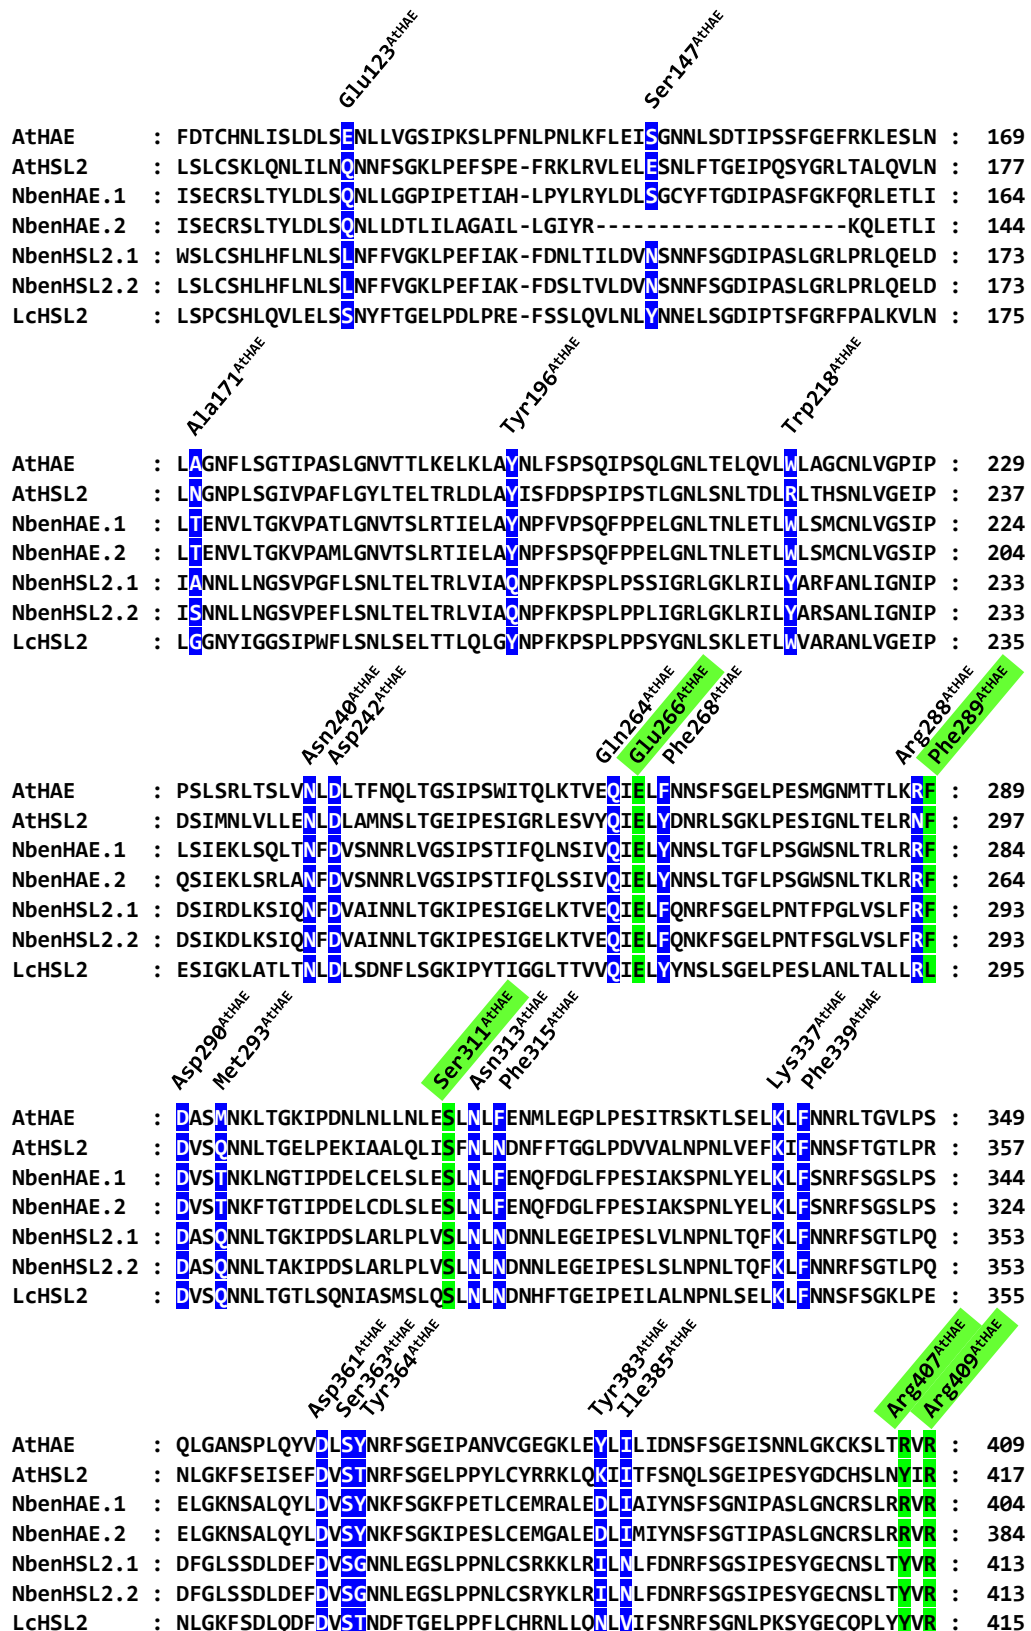 Glu123AtHAE Ser147AtHAE
AtHAE : FDTCHNLISLDLSENLLVGSIPKSLPFNLPNLKFLEISGNNLSDTIPSSFGEFRKLESLN : 169
AtHSL2 : LSLCSKLQNLILNQNNFSGKLPEFSPE-FRKLRVLELESNLFTGEIPQSYGRLTALQVLN : 177
NbenHAE.1 : ISECRSLTYLDLSQNLLGGPIPETIAH-LPYLRYLDLSGCYFTGDIPASFGKFQRLETLI : 164
NbenHAE.2 : ISECRSLTYLDLSQNLLDTLILAGAIL-LGIYR--------------------KQLETLI : 144
NbenHSL2.1 : WSLCSHLHFLNLSLNFFVGKLPEFIAK-FDNLTILDVNSNNFSGDIPASLGRLPRLQELD : 173
NbenHSL2.2 : LSLCSHLHFLNLSLNFFVGKLPEFIAK-FDSLTVLDVNSNNFSGDIPASLGRLPRLQELD : 173
LcHSL2 : LSPCSHLQVLELSSNYFTGELPDLPRE-FSSLQVLNLYNNELSGDIPTSFGRFPALKVLN : 175
Ala171AtHAE Tyr196AtHAE Trp218AtHAE
AtHAE : LAGNFLSGTIPASLGNVTTLKELKLAYNLFSPSQIPSQLGNLTELQVLWLAGCNLVGPIP : 229
AtHSL2 : LNGNPLSGIVPAFLGYLTELTRLDLAYISFDPSPIPSTLGNLSNLTDLRLTHSNLVGEIP : 237
NbenHAE.1 : LTENVLTGKVPATLGNVTSLRTIELAYNPFVPSQFPPELGNLTNLETLWLSMCNLVGSIP : 224
NbenHAE.2 : LTENVLTGKVPAMLGNVTSLRTIELAYNPFSPSQFPPELGNLTNLETLWLSMCNLVGSIP : 204
NbenHSL2.1 : IANNLLNGSVPGFLSNLTELTRLVIAQNPFKPSPLPSSIGRLGKLRILYARFANLIGNIP : 233
NbenHSL2.2 : ISNNLLNGSVPEFLSNLTELTRLVIAQNPFKPSPLPPLIGRLGKLRILYARSANLIGNIP : 233
LcHSL2 : LGGNYIGGSIPWFLSNLSELTTLQLGYNPFKPSPLPPSYGNLSKLETLWVARANLVGEIP : 235
Asn240AtHAE Asp242AtHAE Gln264AtHAE Glu266AtHAE Phe268AtHAE Arg288AtHAE Phe289AtHAE
AtHAE : PSLSRLTSLVNLDLTFNQLTGSIPSWITQLKTVEQIELFNNSFSGELPESMGNMTTLKRF : 289
AtHSL2 : DSIMNLVLLENLDLAMNSLTGEIPESIGRLESVYQIELYDNRLSGKLPESIGNLTELRNF : 297
NbenHAE.1 : LSIEKLSQLTNFDVSNNRLVGSIPSTIFQLNSIVQIELYNNSLTGFLPSGWSNLTRLRRF : 284
NbenHAE.2 : QSIEKLSRLANFDVSNNRLVGSIPSTIFQLSSIVQIELYNNSLTGFLPSGWSNLTKLRRF : 264
NbenHSL2.1 : DSIRDLKSIQNFDVAINNLTGKIPESIGELKTVEQIELFQNRFSGELPNTFPGLVSLFRF : 293
NbenHSL2.2 : DSIKDLKSIQNFDVAINNLTGKIPESIGELKTVEQIELFQNKFSGELPNTFSGLVSLFRF : 293
LcHSL2 : ESIGKLATLTNLDLSDNFLSGKIPYTIGGLTTVVQIELYYNSLSGELPESLANLTALLRL : 295
Asp290AtHAE Met293AtHAE Ser311AtHAE Asn313AtHAE Phe315AtHAE Lys337AtHAE Phe339AtHAE
AtHAE : DASMNKLTGKIPDNLNLLNLESLNLFENMLEGPLPESITRSKTLSELKLFNNRLTGVLPS : 349
AtHSL2 : DVSQNNLTGELPEKIAALQLISFNLNDNFFTGGLPDVVALNPNLVEFKIFNNSFTGTLPR : 357
NbenHAE.1 : DVSTNKLNGTIPDELCELSLESLNLFENQFDGLFPESIAKSPNLYELKLFSNRFSGSLPS : 344
NbenHAE.2 : DVSTNKFTGTIPDELCDLSLESLNLFENQFDGLFPESIAKSPNLYELKLFSNRFSGSLPS : 324
NbenHSL2.1 : DASQNNLTGKIPDSLARLPLVSLNLNDNNLEGEIPESLVLNPNLTQFKLFNNRFSGTLPQ : 353
NbenHSL2.2 : DASQNNLTAKIPDSLARLPLVSLNLNDNNLEGEIPESLSLNPNLTQFKLFNNRFSGTLPQ : 353
LcHSL2 : DVSQNNLTGTLSQNIASMSLQSLNLNDNHFTGEIPEILALNPNLSELKLFNNSFSGKLPE : 355
Asp361AtHAE Ser363AtHAE Tyr364AtHAE Tyr383AtHAE Ile385AtHAE Arg407AtHAE Arg409AtHAE
AtHAE : QLGANSPLQYVDLSYNRFSGEIPANVCGEGKLEYLILIDNSFSGEISNNLGKCKSLTRVR : 409
AtHSL2 : NLGKFSEISEFDVSTNRFSGELPPYLCYRRKLQKIITFSNQLSGEIPESYGDCHSLNYIR : 417
NbenHAE.1 : ELGKNSALQYLDVSYNKFSGKFPETLCEMRALEDLIAIYNSFSGNIPASLGNCRSLRRVR : 404
NbenHAE.2 : ELGKNSALQYLDVSYNKFSGKIPESLCEMGALEDLIMIYNSFSGTIPASLGNCRSLRRVR : 384
NbenHSL2.1 : DFGLSSDLDEFDVSGNNLEGSLPPNLCSRKKLRILNLFDNRFSGSIPESYGECNSLTYVR : 413
NbenHSL2.2 : DFGLSSDLDEFDVSGNNLEGSLPPNLCSRYKLRILNLFDNRFSGSIPESYGECNSLTYVR : 413
LcHSL2 : NLGKFSDLQDFDVSTNDFTGELPPFLCHRNLLQNLVIFSNRFSGNLPKSYGECQPLYYVR : 415